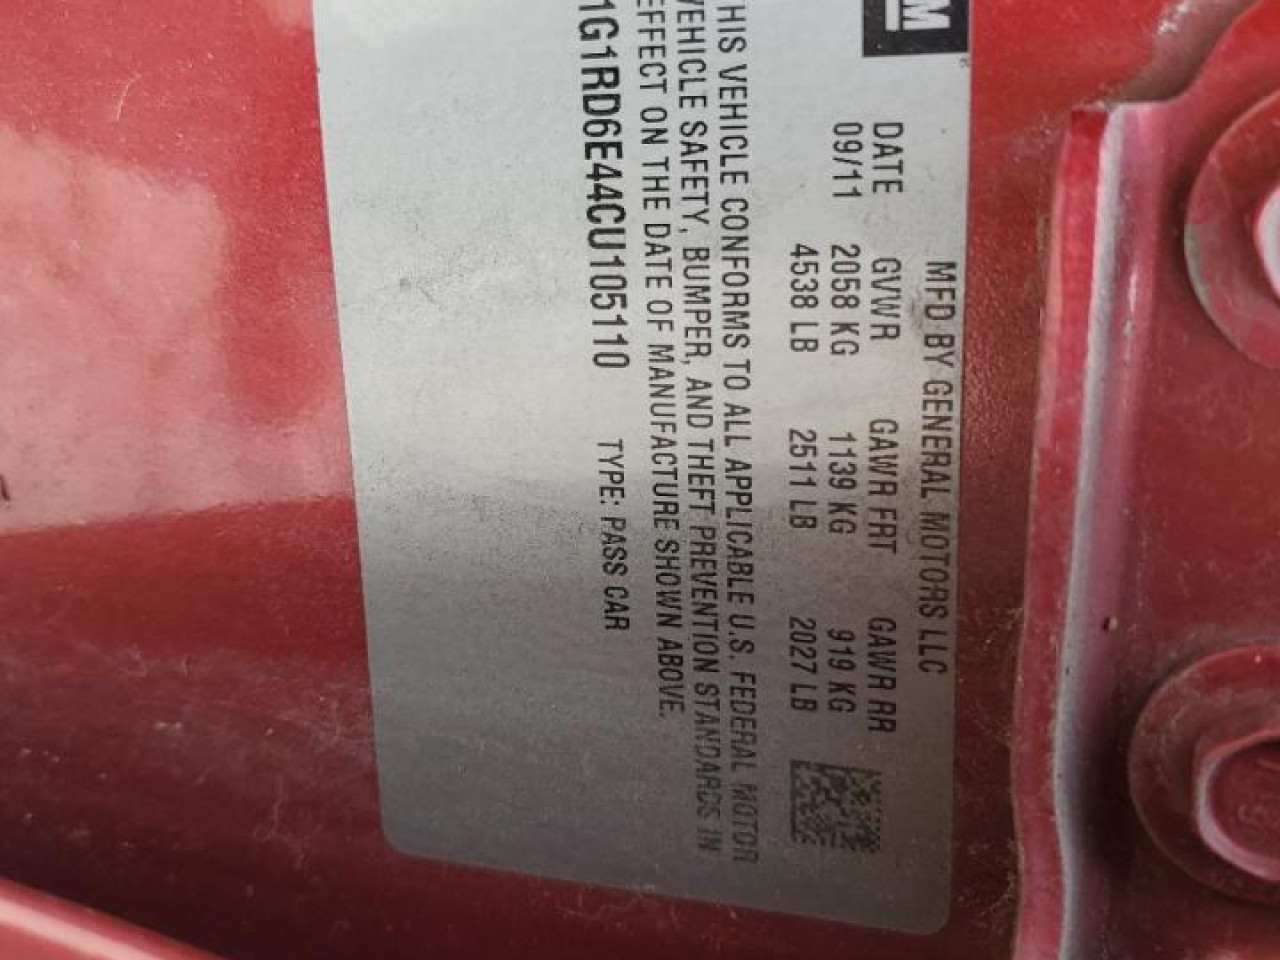 GM
MFD BY GENERAL MOTORS LLC
DATE GVWR GAWR FRT GAWR RR
09/11 2058 KG 1139 KG 919 KG
4538 LB 2511 LB 2027 LB
THIS VEHICLE CONFORMS TO ALL APPLICABLE U.S. FEDERAL MOTOR
VEHICLE SAFETY, BUMPER, AND THEFT PREVENTION STANDARDS IN
EFFECT ON THE DATE OF MANUFACTURE SHOWN ABOVE.
1G1RD6E44CU105110 TYPE: PASS CAR